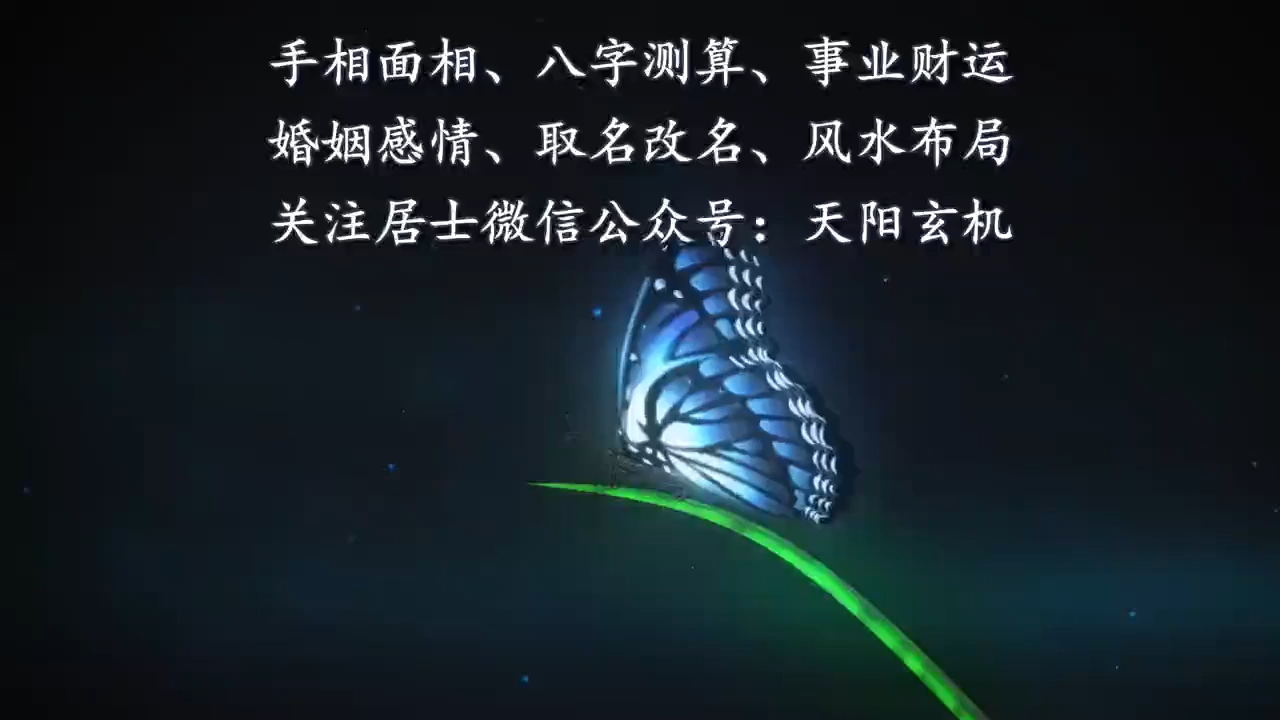 手相面相、八字测算、事业财运
婚姻感情、取名改名、风水布局
关注居士微信公众号：天阳玄机